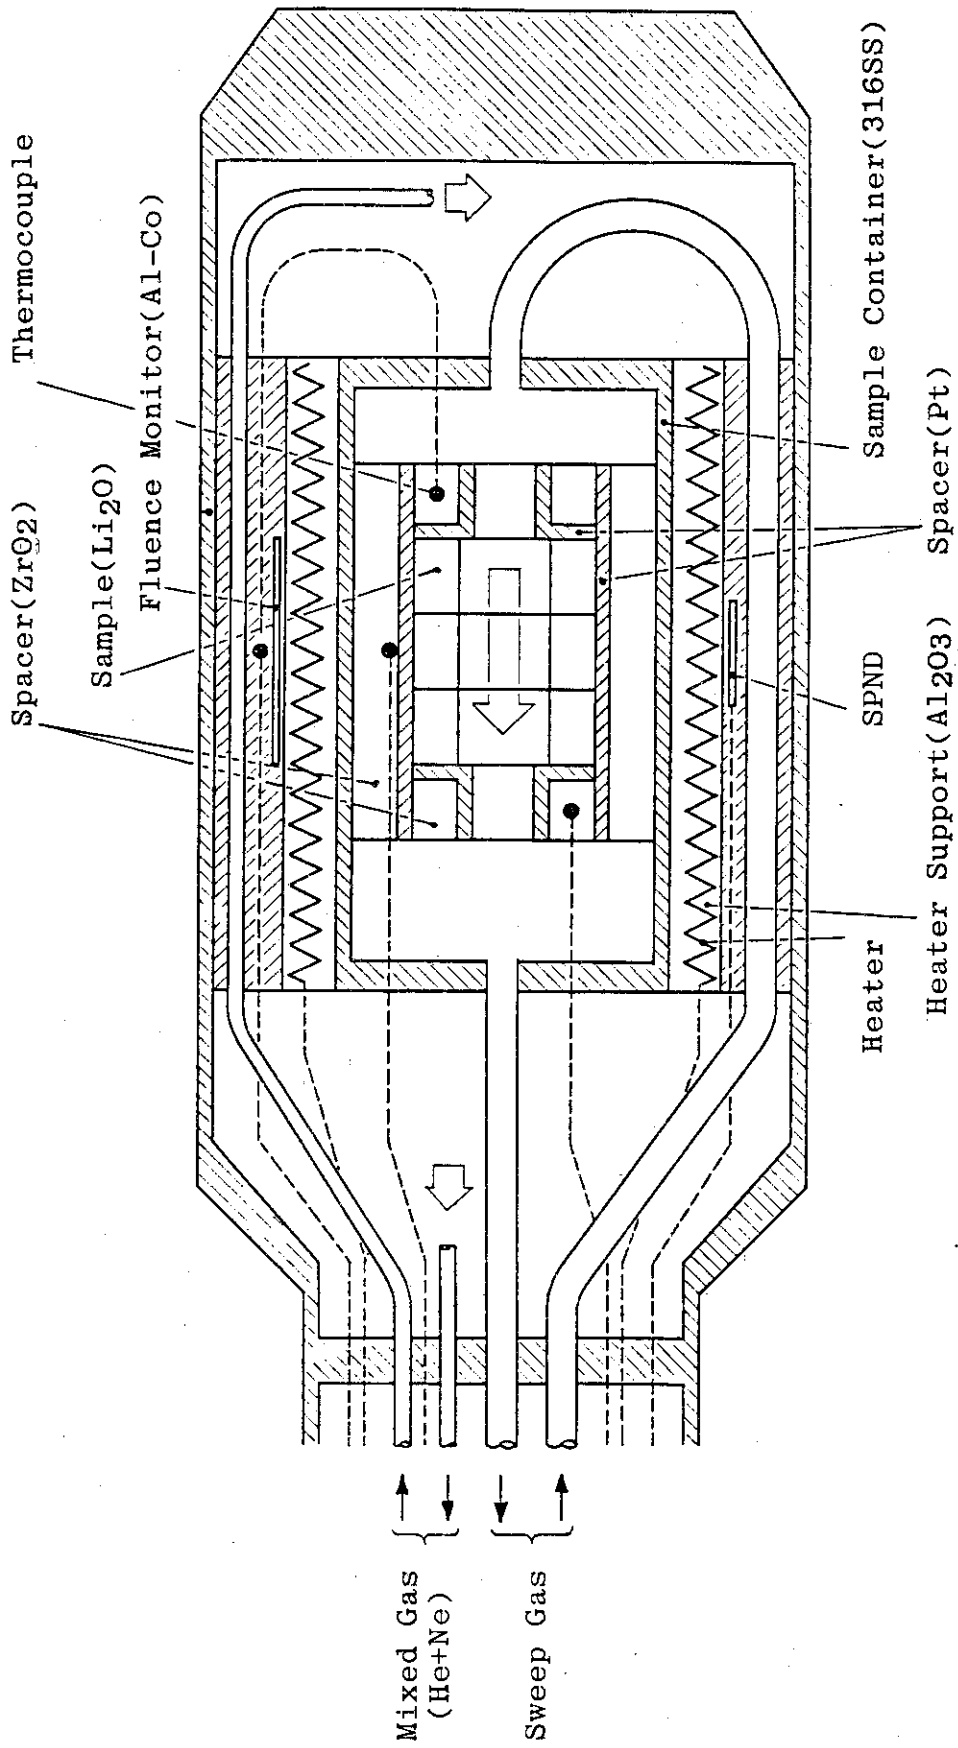 Spacer(ZrO2)
Thermocouple
Sample(Li2O)
Fluence Monitor(Al-Co)
Mixed Gas
(He+Ne)
Sweep Gas
Heater
SPND
Sample Container(316SS)
Heater Support(Al2O3)
Spacer(Pt)